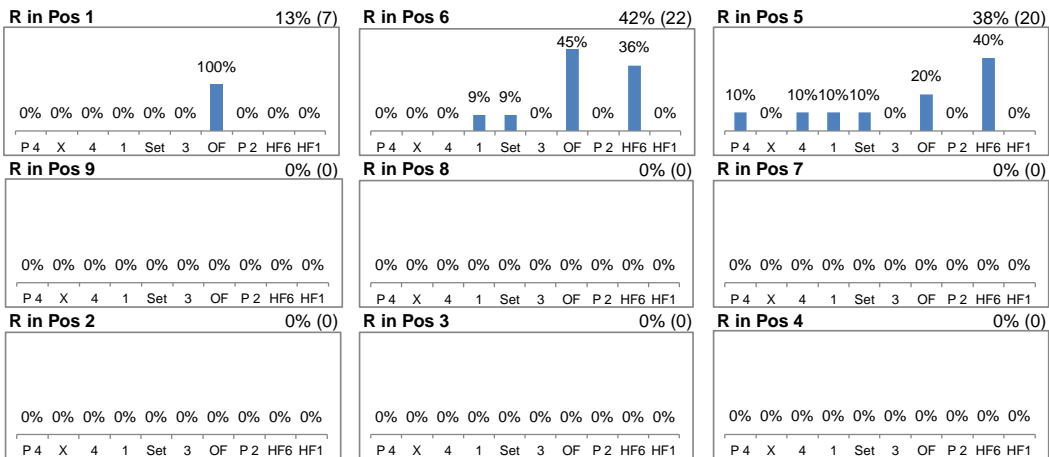 R in Pos 1 13% (7)
100%
0% 0% 0% 0% 0% 0% 0% 0% 0%
P 4 X 4 1 Set 3 OF P 2 HF6 HF1
R in Pos 6 42% (22)
45%
36%
9% 9%
0% 0% 0% 0% 0% 0%
P 4 X 4 1 Set 3 OF P 2 HF6 HF1
R in Pos 5 38% (20)
40%
20%
10% 10% 10% 10%
0% 0% 0% 0%
P 4 X 4 1 Set 3 OF P 2 HF6 HF1
R in Pos 9 0% (0)
0% 0% 0% 0% 0% 0% 0% 0% 0% 0%
P 4 X 4 1 Set 3 OF P 2 HF6 HF1
R in Pos 8 0% (0)
0% 0% 0% 0% 0% 0% 0% 0% 0% 0%
P 4 X 4 1 Set 3 OF P 2 HF6 HF1
R in Pos 7 0% (0)
0% 0% 0% 0% 0% 0% 0% 0% 0% 0%
P 4 X 4 1 Set 3 OF P 2 HF6 HF1
R in Pos 2 0% (0)
0% 0% 0% 0% 0% 0% 0% 0% 0% 0%
P 4 X 4 1 Set 3 OF P 2 HF6 HF1
R in Pos 3 0% (0)
0% 0% 0% 0% 0% 0% 0% 0% 0% 0%
P 4 X 4 1 Set 3 OF P 2 HF6 HF1
R in Pos 4 0% (0)
0% 0% 0% 0% 0% 0% 0% 0% 0% 0%
P 4 X 4 1 Set 3 OF P 2 HF6 HF1